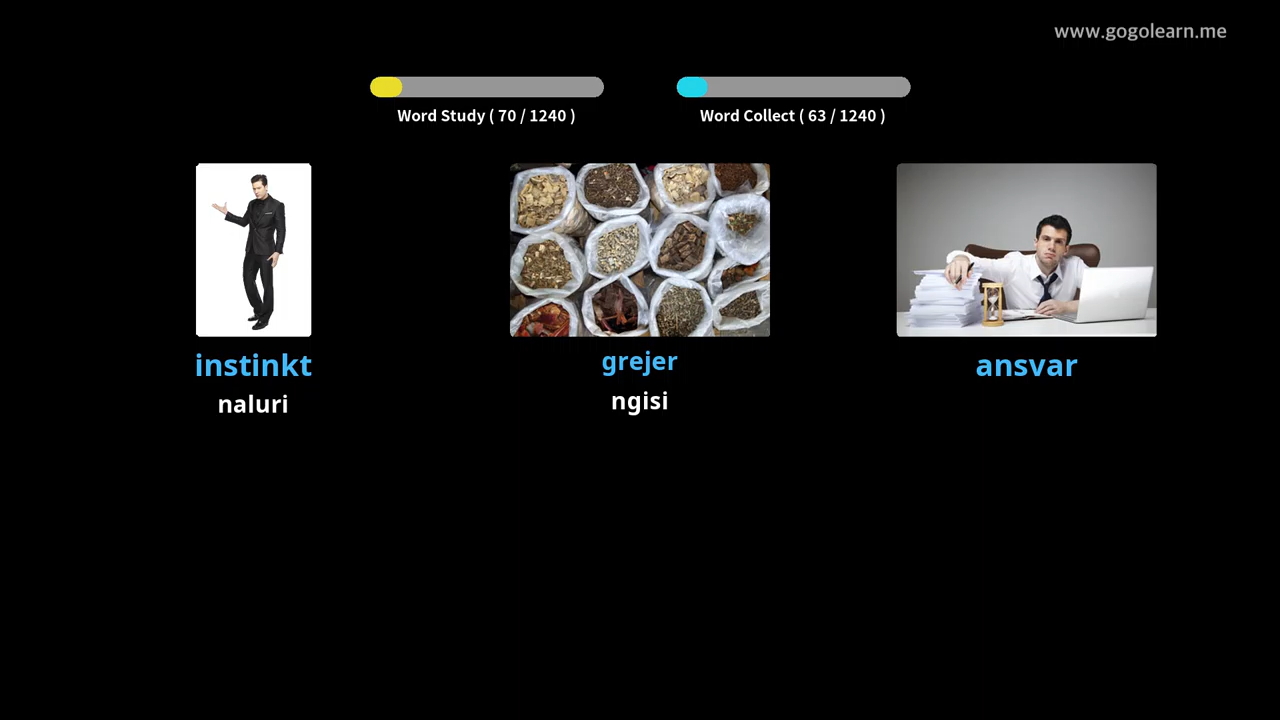 www.gogolearn.me
Word Study ( 70 / 1240 )
Word Collect ( 63 / 1240 )
instinkt
grejer
ansvar
naluri
ngisi